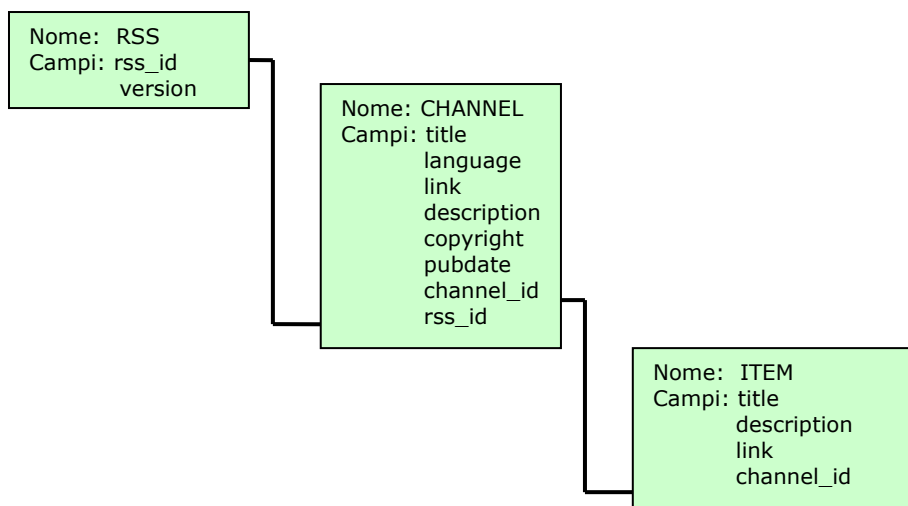 Nome: RSS
Campi: rss_id
version
Nome: CHANNEL
Campi: title
language
link
description
copyright
pubdate
channel_id
rss_id
Nome: ITEM
Campi: title
description
link
channel_id